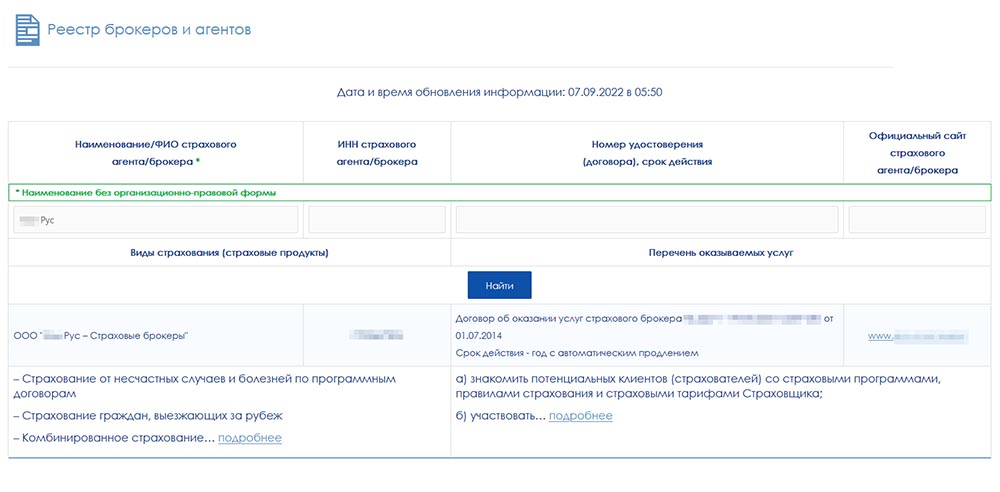 Реестр брокеров и агентов
Дата и время обновления информации: 07.09.2022 в 05:50
Наименование/ФИО страхового
агента/брокера *
ИНН страхового
агента/брокера
Номер удостоверения
(договора), срок действия
Официальный сайт
страхового
агента/брокера
* Наименование без организационно-правовой формы
Рус
Виды страхования (страховые продукты)
Перечень оказываемых услуг
Найти
ООО " Рус – Страховые брокеры"
Договор об оказании услуг страхового брокера от
01.07.2014
Срок действия - год с автоматическим продлением
www.
– Страхование от несчастных случаев и болезней по программным
договорам
– Страхование граждан, выезжающих за рубеж
– Комбинированное страхование... подробнее
а) знакомить потенциальных клиентов (страхователей) со страховыми программами,
правилами страхования и страховыми тарифами Страховщика;
б) участвовать... подробнее